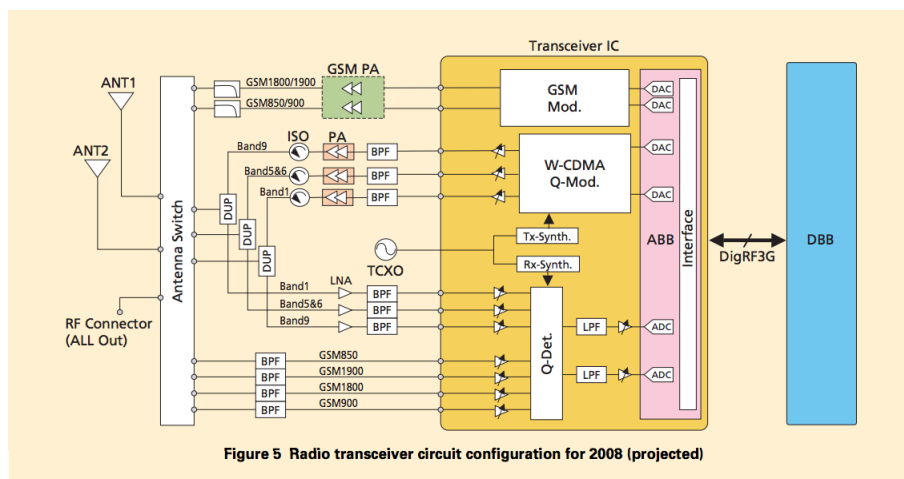 Transceiver IC
GSM PA
GSM1800/1900
GSM850/900
ANT1
ANT2
GSM
Mod.
DAC
DAC
ISO
PA
Band9
BPF
Band5&6
BPF
Band1
BPF
W-CDMA
Q-Mod.
DAC
DAC
DUP
DUP
DUP
Antenna Switch
TCXO
Tx-Synth.
Rx-Synth.
ABB
Interface
DigRF3G
DBB
LNA
Band1
BPF
Band5&6
BPF
Band9
BPF
RF Connector
(ALL Out)
Q-Det.
LPF
ADC
LPF
ADC
GSM850
BPF
GSM1900
BPF
GSM1800
BPF
GSM900
BPF
Figure 5 Radio transceiver circuit configuration for 2008 (projected)